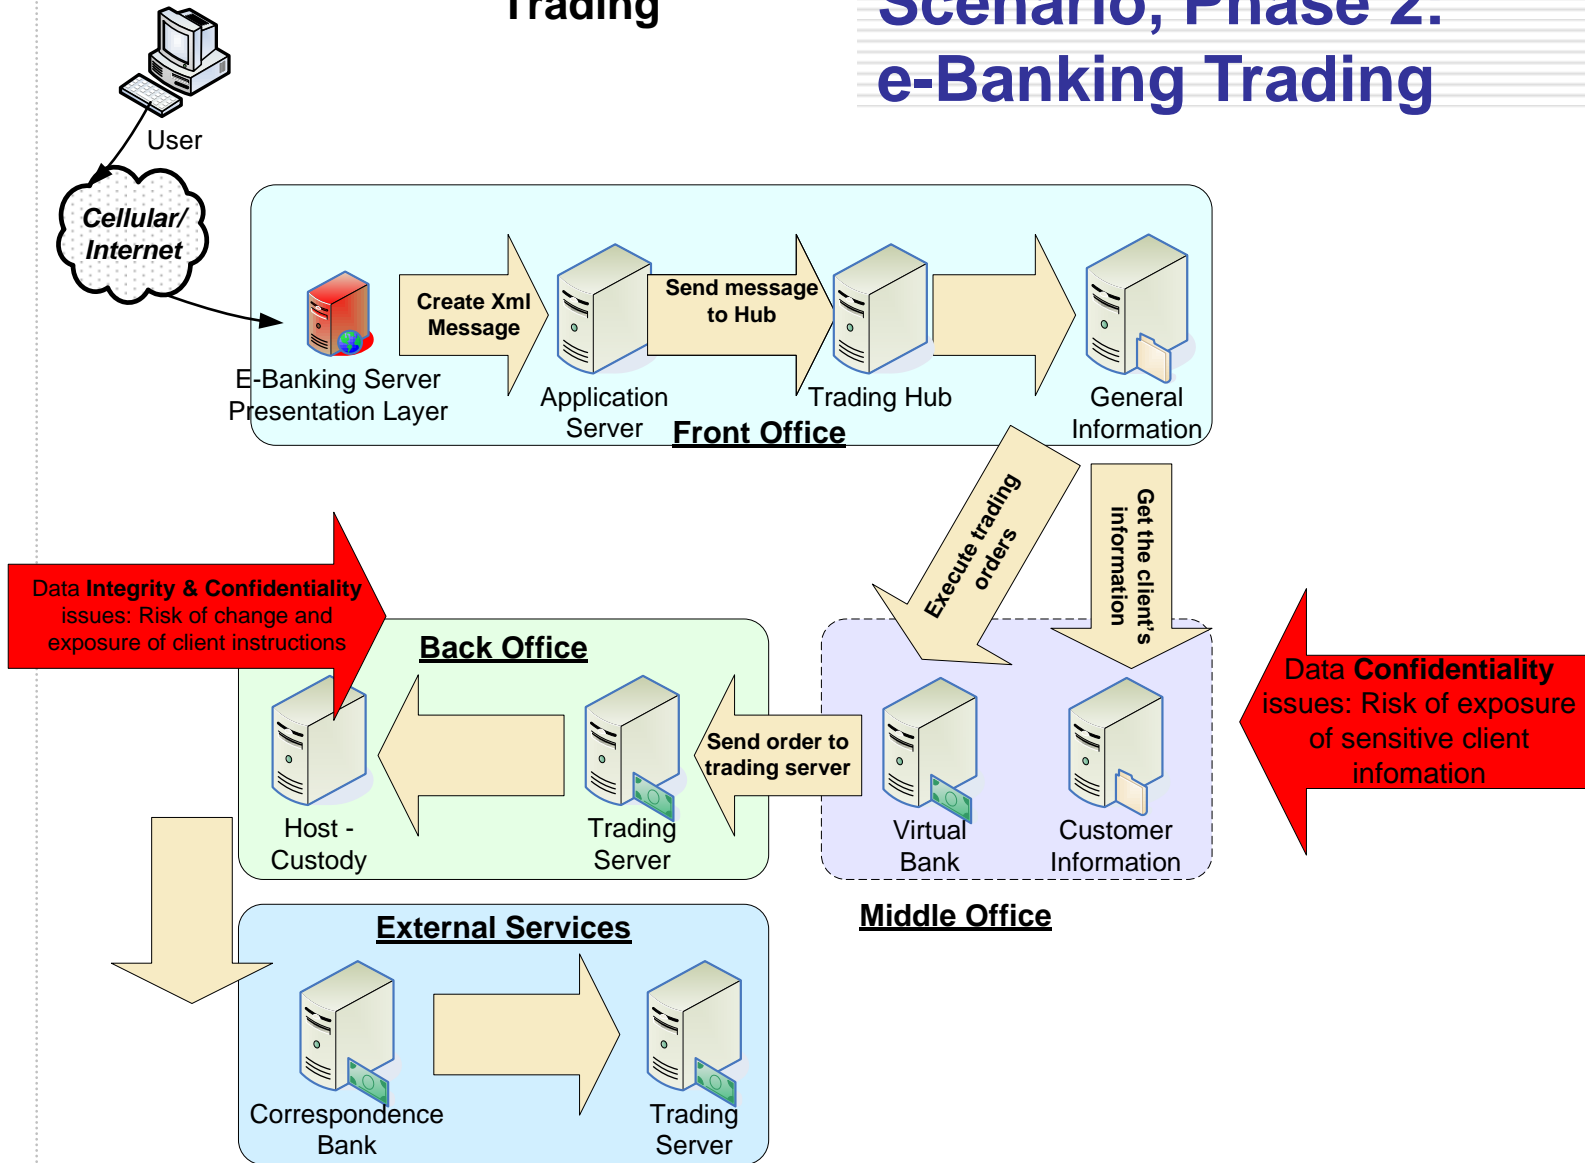 Trading
Scenario, Phase 2:
e-Banking Trading
User
Cellular/
Internet
Create Xml
Message
Send message
to Hub
E-Banking Server
Presentation Layer
Application
Server
Trading Hub
General
Information
Front Office
Execute trading
orders
Get the client's
information
Data Integrity & Confidentiality
issues: Risk of change and
exposure of client instructions
Back Office
Data Confidentiality
issues: Risk of exposure
of sensitive client
infomation
Send order to
trading server
Host -
Custody
Trading
Server
Virtual
Bank
Customer
Information
Middle Office
External Services
Correspondence
Bank
Trading
Server